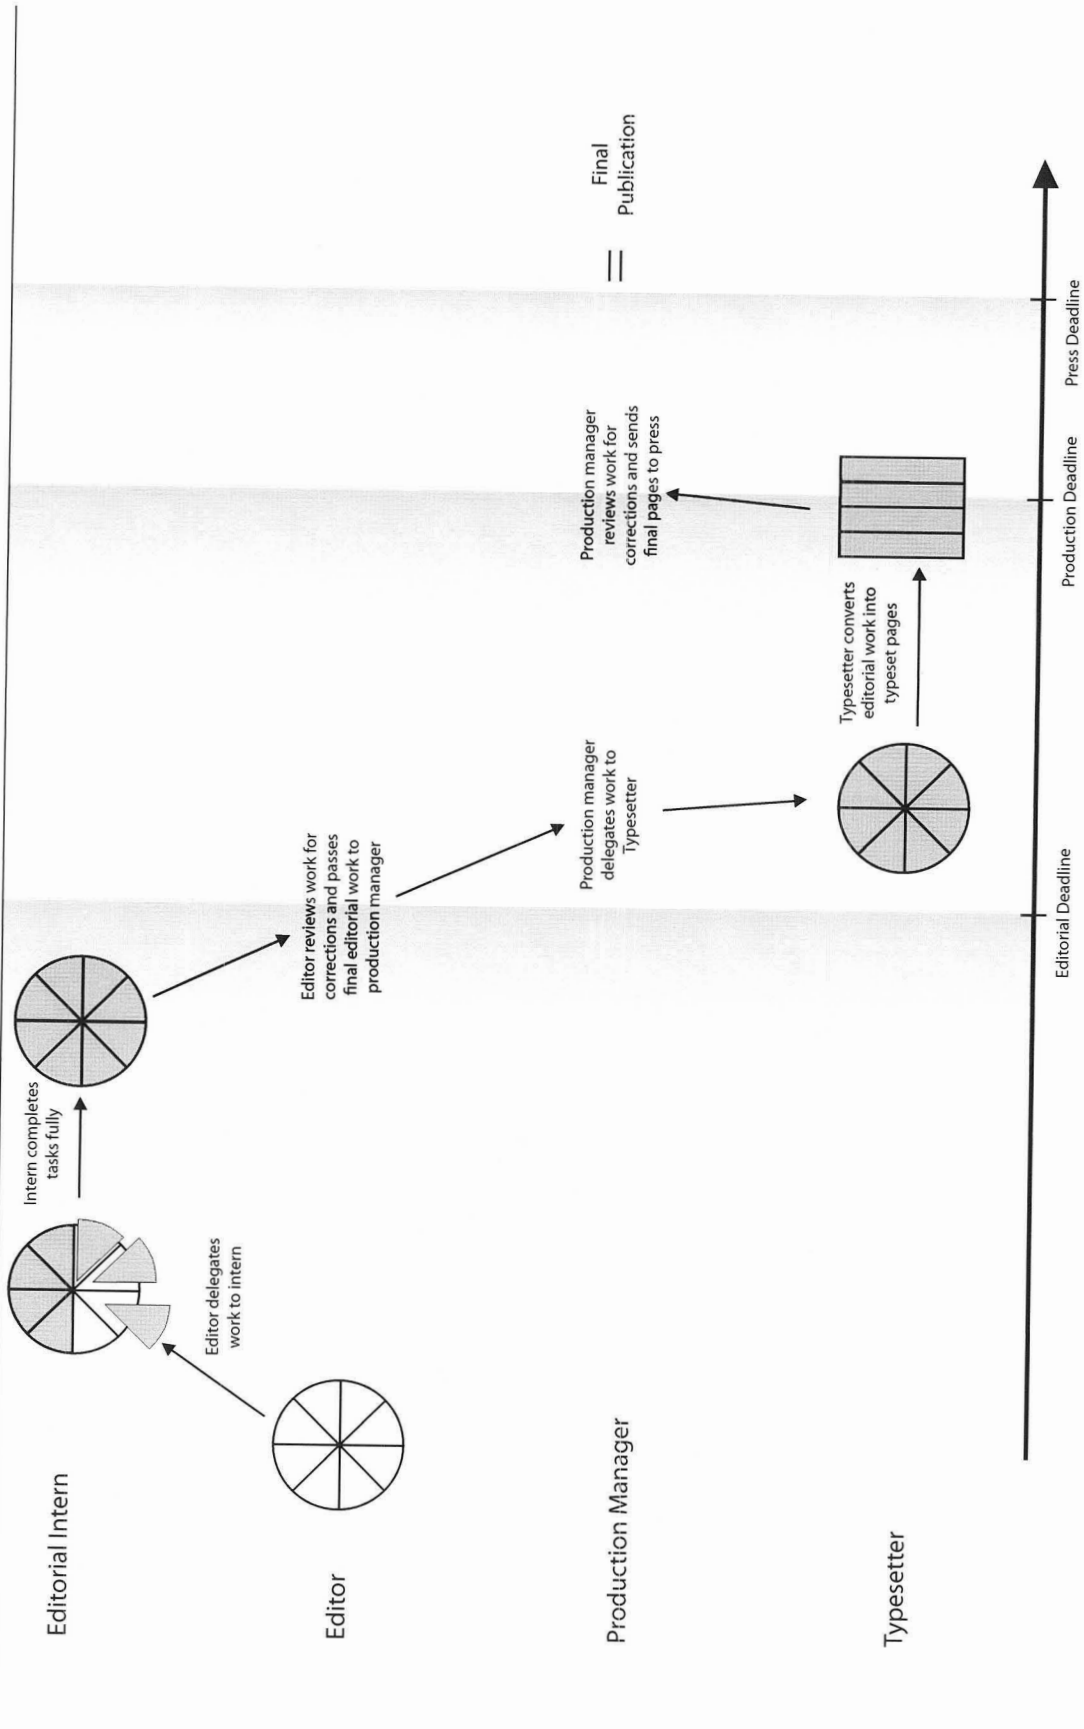 Editorial Intern
Intern completes
tasks fully
Editor delegates
work to intern
Editor
Editor reviews work for
corrections and passes
final editorial work to
production manager
Production Manager
Production manager
delegates work to
Typesetter
Production manager
reviews work for
corrections and sends
final pages to press
Final
Publication
Typesetter
Typesetter converts
editorial work into
typeset pages
Editorial Deadline
Production Deadline
Press Deadline